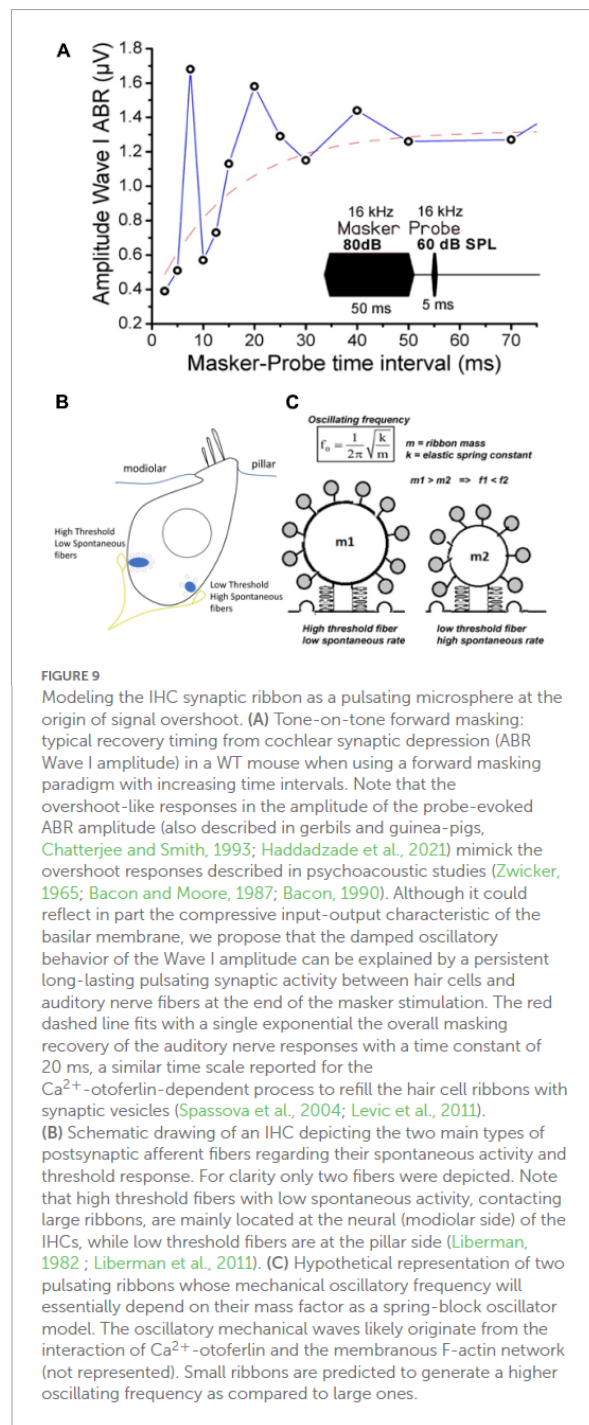 A
Amplitude Wave I ABR (µV)
1.8
1.6
1.4
1.2
1.0
0.8
0.6
0.4
0.2
16 kHz 16 kHz
Masker Probe
80dB 60 dB SPL
50 ms 5 ms
0 10 20 30 40 50 60 70
Masker-Probe time interval (ms)
B
modiolar
pillar
High Threshold
Low Spontaneous
fibers
Low Threshold
High Spontaneous
fibers
C
Oscillating frequency
f₀ = 1/2π √k/m
m = ribbon mass
k = elastic spring constant
m1 > m2 => f1 < f2
m1
m2
High threshold fiber
low spontaneous rate
low threshold fiber
high spontaneous rate
FIGURE 9
Modeling the IHC synaptic ribbon as a pulsating microsphere at the
origin of signal overshoot. (A) Tone-on-tone forward masking:
typical recovery timing from cochlear synaptic depression (ABR
Wave I amplitude) in a WT mouse when using a forward masking
paradigm with increasing time intervals. Note that the
overshoot-like responses in the amplitude of the probe-evoked
ABR amplitude (also described in gerbils and guinea-pigs,
Chatterjee and Smith, 1993; Haddadzade et al., 2021) mimick the
overshoot responses described in psychoacoustic studies (Zwicker,
1965; Bacon and Moore, 1987; Bacon, 1990). Although it could
reflect in part the compressive input-output characteristic of the
basilar membrane, we propose that the damped oscillatory
behavior of the Wave I amplitude can be explained by a persistent
long-lasting pulsating synaptic activity between hair cells and
auditory nerve fibers at the end of the masker stimulation. The red
dashed line fits with a single exponential the overall masking
recovery of the auditory nerve responses with a time constant of
20 ms, a similar time scale reported for the
Ca²⁺-otoferlin-dependent process to refill the hair cell ribbons with
synaptic vesicles (Spassova et al., 2004; Levic et al., 2011).
(B) Schematic drawing of an IHC depicting the two main types of
postsynaptic afferent fibers regarding their spontaneous activity and
threshold response. For clarity only two fibers were depicted. Note
that high threshold fibers with low spontaneous activity, contacting
large ribbons, are mainly located at the neural (modiolar side) of the
IHCs, while low threshold fibers are at the pillar side (Liberman,
1982 ; Liberman et al., 2011). (C) Hypothetical representation of two
pulsating ribbons whose mechanical oscillatory frequency will
essentially depend on their mass factor as a spring-block oscillator
model. The oscillatory mechanical waves likely originate from the
interaction of Ca²⁺-otoferlin and the membranous F-actin network
(not represented). Small ribbons are predicted to generate a higher
oscillating frequency as compared to large ones.